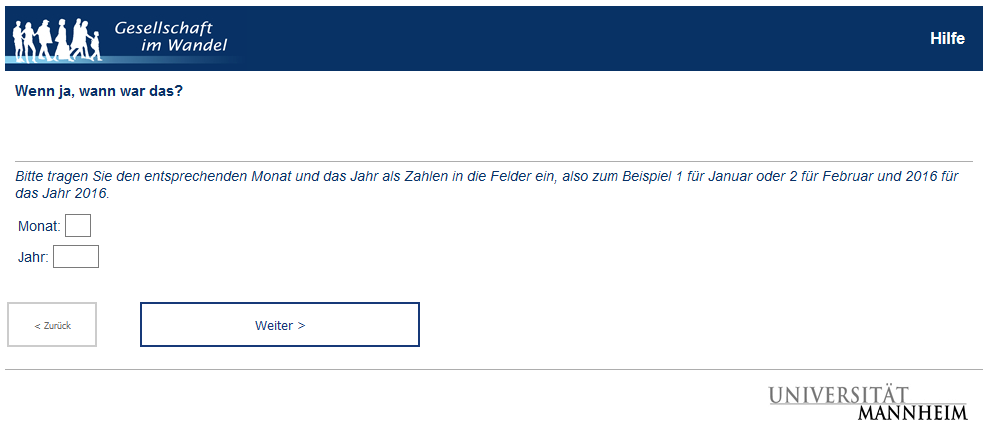 Gesellschaft
im Wandel
Hilfe
Wenn ja, wann war das?
Bitte tragen Sie den entsprechenden Monat und das Jahr als Zahlen in die Felder ein, also zum Beispiel 1 für Januar oder 2 für Februar und 2016 für
das Jahr 2016.
Monat:
Jahr:
< Zurück
Weiter >
UNIVERSITÄT
MANNHEIM